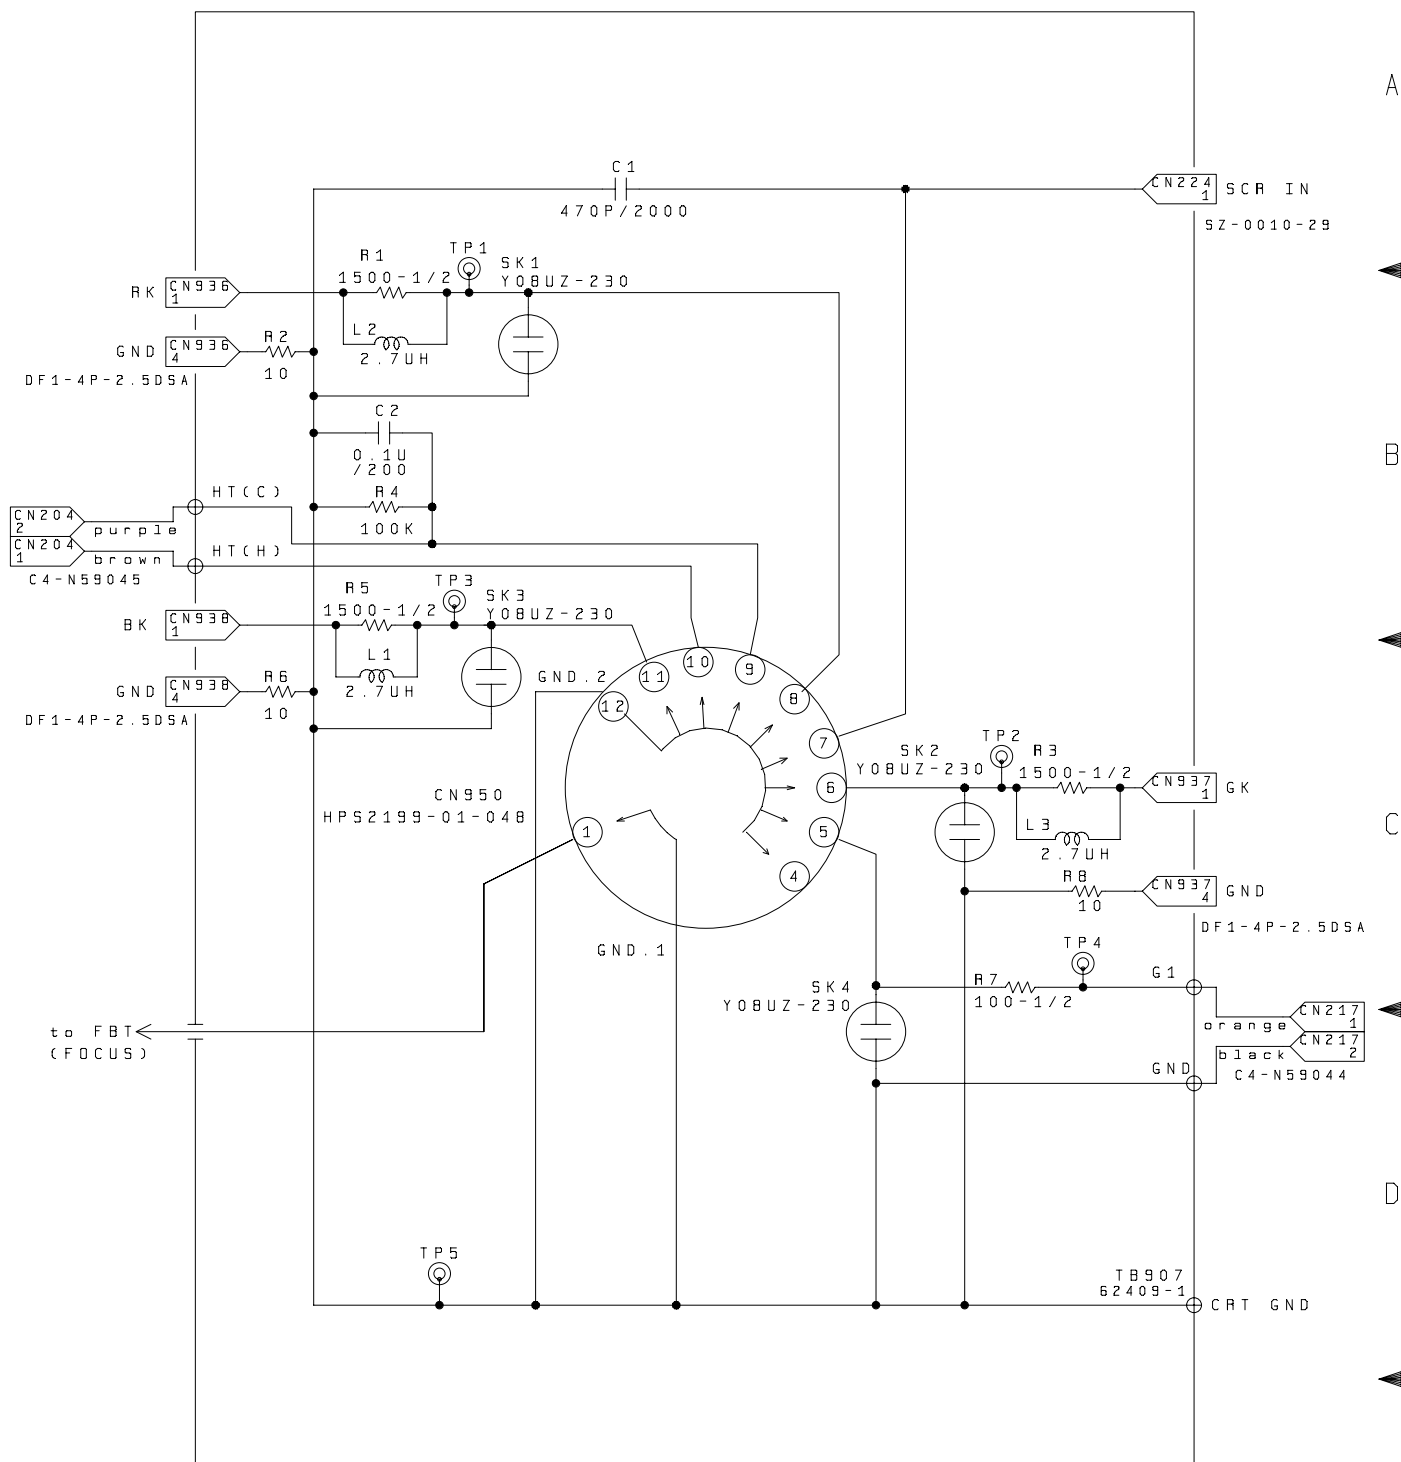 A
C1
470P/2000
CN224
1
SCR IN
SZ-0010-29
R1
1500-1/2
TP1
SK1
Y08UZ-230
RK
CN936
1
L2
2.7UH
R2
10
GND
CN936
4
DF1-4P-2.5DSA
C2
0.1U
/200
B
HT(C)
R4
100K
CN204
2
purple
CN204
1
brown
HT(H)
C4-N59045
R5
1500-1/2
TP3
SK3
Y08UZ-230
BK
CN938
1
L1
2.7UH
R6
10
GND
CN938
4
DF1-4P-2.5DSA
GND.2
12
11
10
9
8
7
6
5
4
1
CN950
HPS2199-01-048
GND.1
SK2
Y08UZ-230
TP2
R3
1500-1/2
CN937
1
GK
C
L3
2.7UH
R8
10
CN937
4
GND
DF1-4P-2.5DSA
TP4
G1
SK4
Y08UZ-230
R7
100-1/2
CN217
1
orange
CN217
2
black
GND
C4-N59044
to FBT
(FOCUS)
D
TP5
TB907
62409-1
CRT GND